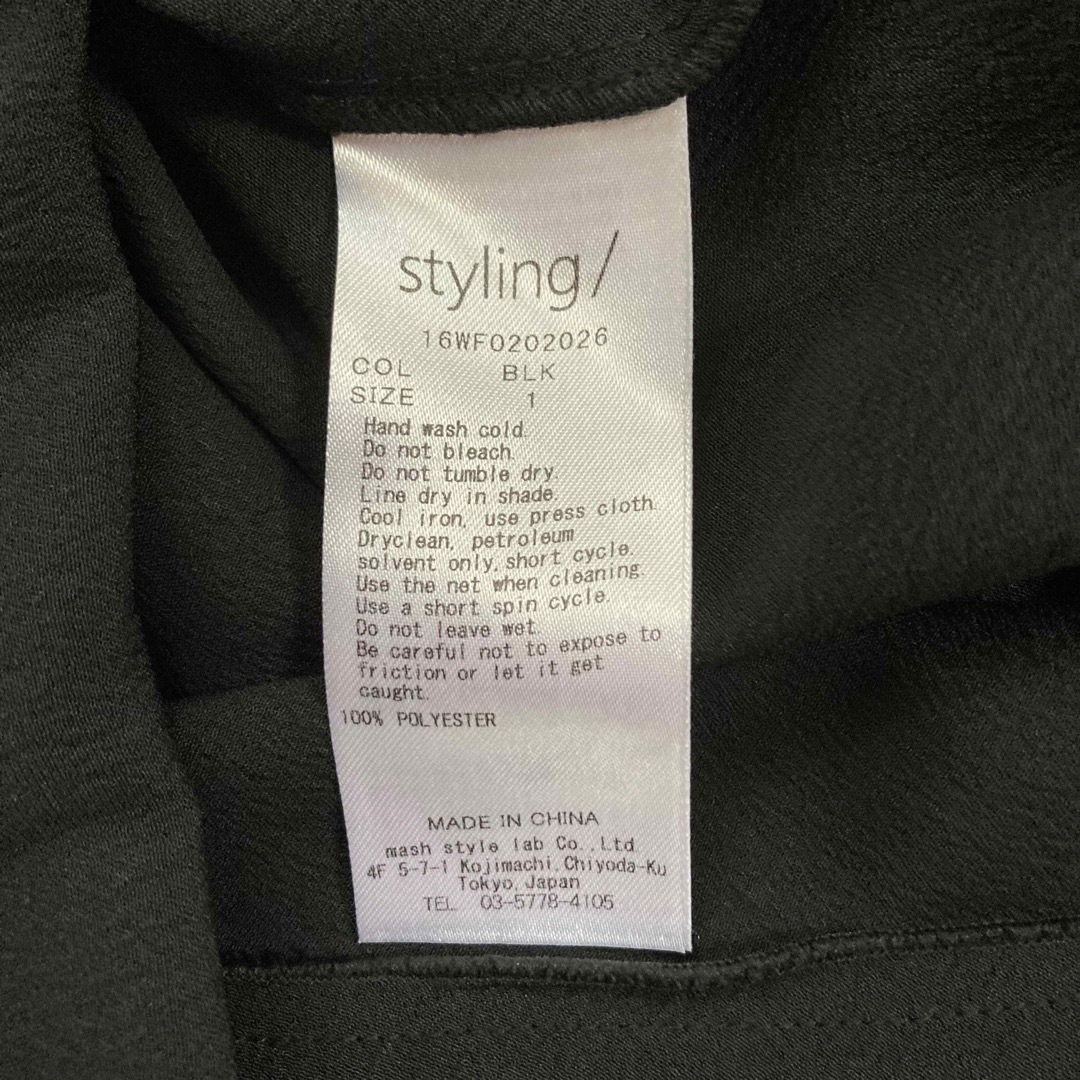 styling/
16WF0202026
COL BLK
SIZE 1
Hand wash cold.
Do not bleach.
Do not tumble dry.
Line dry in shade.
Cool iron, use press cloth.
Dryclean, petroleum
solvent only, short cycle.
Use the net when cleaning.
Use a short spin cycle.
Do not leave wet.
Be careful not to expose to
friction or let it get
caught.
100% POLYESTER
MADE IN CHINA
mash style lab Co.,Ltd
4F 5-7-1 Kojimachi,Chiyoda-Ku
Tokyo,Japan
TEL 03-5778-4105